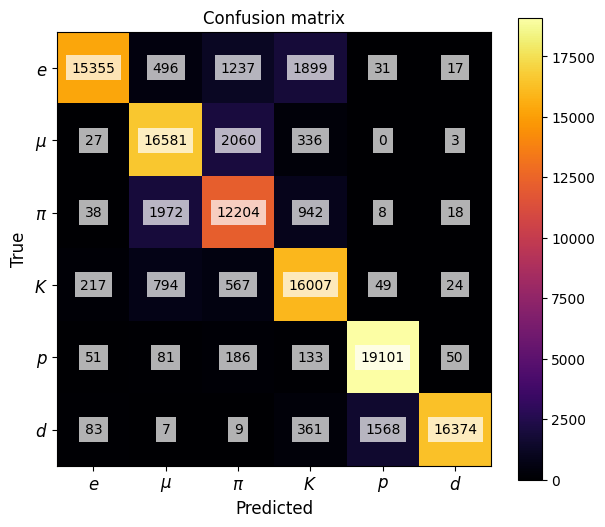 Confusion matrix
e 15355 496 1237 1899 31 17
μ 27 16581 2060 336 0 3
π 38 1972 12204 942 8 18
K 217 794 567 16007 49 24
p 51 81 186 133 19101 50
d 83 7 9 361 1568 16374
e μ π K p d
Predicted
True
17500
15000
12500
10000
7500
5000
2500
0